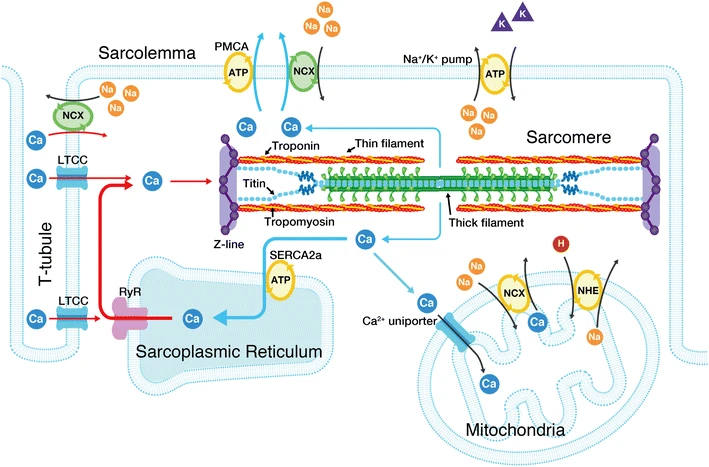 Na
Na
Na
K
K
Sarcolemma
PMCA
ATP
NCX
Na⁺/K⁺ pump
ATP
Na
Na
Na
NCX
Ca
Ca
Ca
Na
Na
Na
Sarcomere
LTCC
Ca
Ca
Troponin
Thin filament
Titin
Tropomyosin
Thick filament
Z-line
T-tubule
Ca
SERCA2a
ATP
LTCC
RyR
Ca
Ca
Sarcoplasmic Reticulum
H
Na
Na
NCX
NHE
Ca
Ca
Na
Ca²⁺ uniporter
Ca
Mitochondria